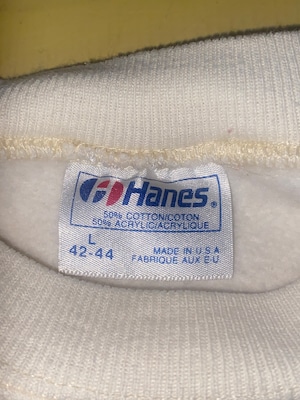 Hanes®
50% COTTON/COTON
50% ACRYLIC/ACRYLIQUE
L
42-44
MADE IN U.S.A
FABRIQUE AUX E·U·